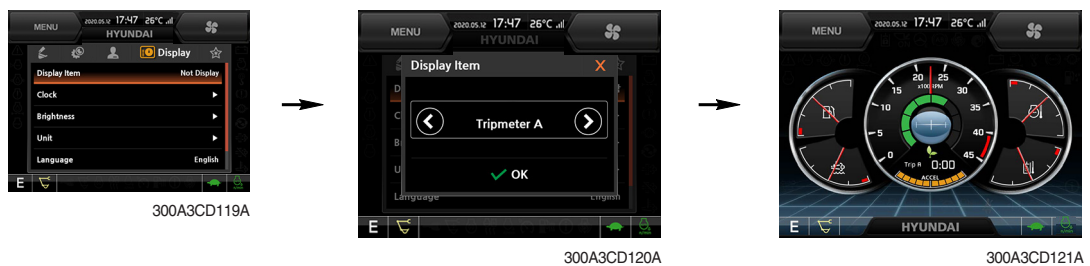 MENU
2020.05.12 17:47 26°C
HYUNDAI
Display
Display Item Not Display
Clock
Brightness
Unit
Language English
E
300A3CD119A
MENU
2020.05.12 17:47 26°C
HYUNDAI
Display Item X
Tripmeter A
OK
Language English
E
300A3CD120A
MENU
2020.05.12 17:47 26°C
20 25
x100 RPM
15 30
10 35
5 40
0 45
Trip A 0:00
ACCEL
E
HYUNDAI
300A3CD121A